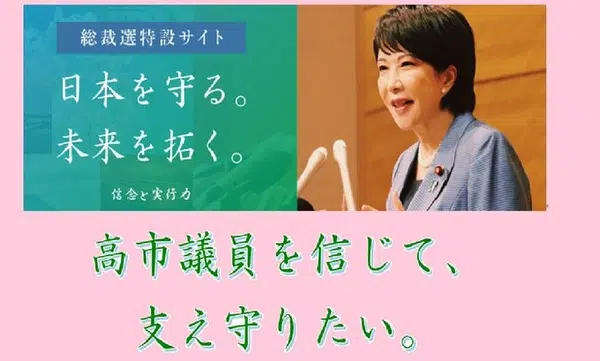 総裁選特設サイト
日本を守る。
未来を拓く。
信念と実行力
高市議員を信じて、
支え守りたい。